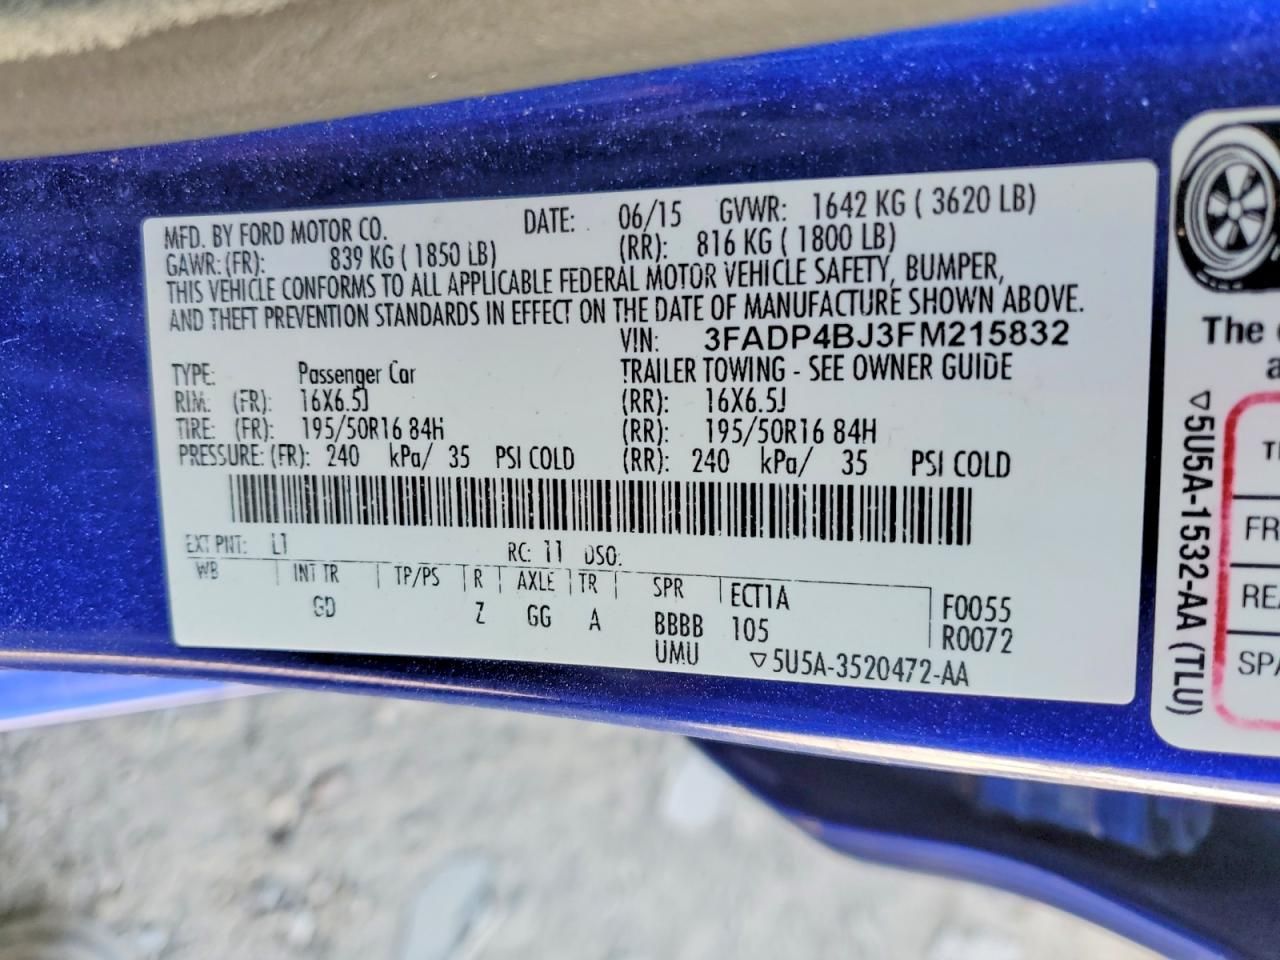 MFD. BY FORD MOTOR CO. DATE: 06/15 GVWR: 1642 KG ( 3620 LB)
GAWR: (FR): 839 KG ( 1850 LB) (RR): 816 KG ( 1800 LB)
THIS VEHICLE CONFORMS TO ALL APPLICABLE FEDERAL MOTOR VEHICLE SAFETY, BUMPER,
AND THEFT PREVENTION STANDARDS IN EFFECT ON THE DATE OF MANUFACTURE SHOWN ABOVE.
VIN: 3FADP4BJ3FM215832
TYPE: Passenger Car TRAILER TOWING - SEE OWNER GUIDE
RIM: (FR): 16X6.5J (RR): 16X6.5J
TIRE: (FR): 195/50R16 84H (RR): 195/50R16 84H
PRESSURE: (FR): 240 kPa/ 35 PSI COLD (RR): 240 kPa/ 35 PSI COLD
EXT PNT: L1 RC: 11 DSO:
WB INT TR TP/PS R AXLE TR SPR ECT1A F0055
GD Z GG A BBBB 105 R0072
UMU ▽5U5A-3520472-AA
▽5U5A-1532-AA (TLU)
The
FR
REA
SPA